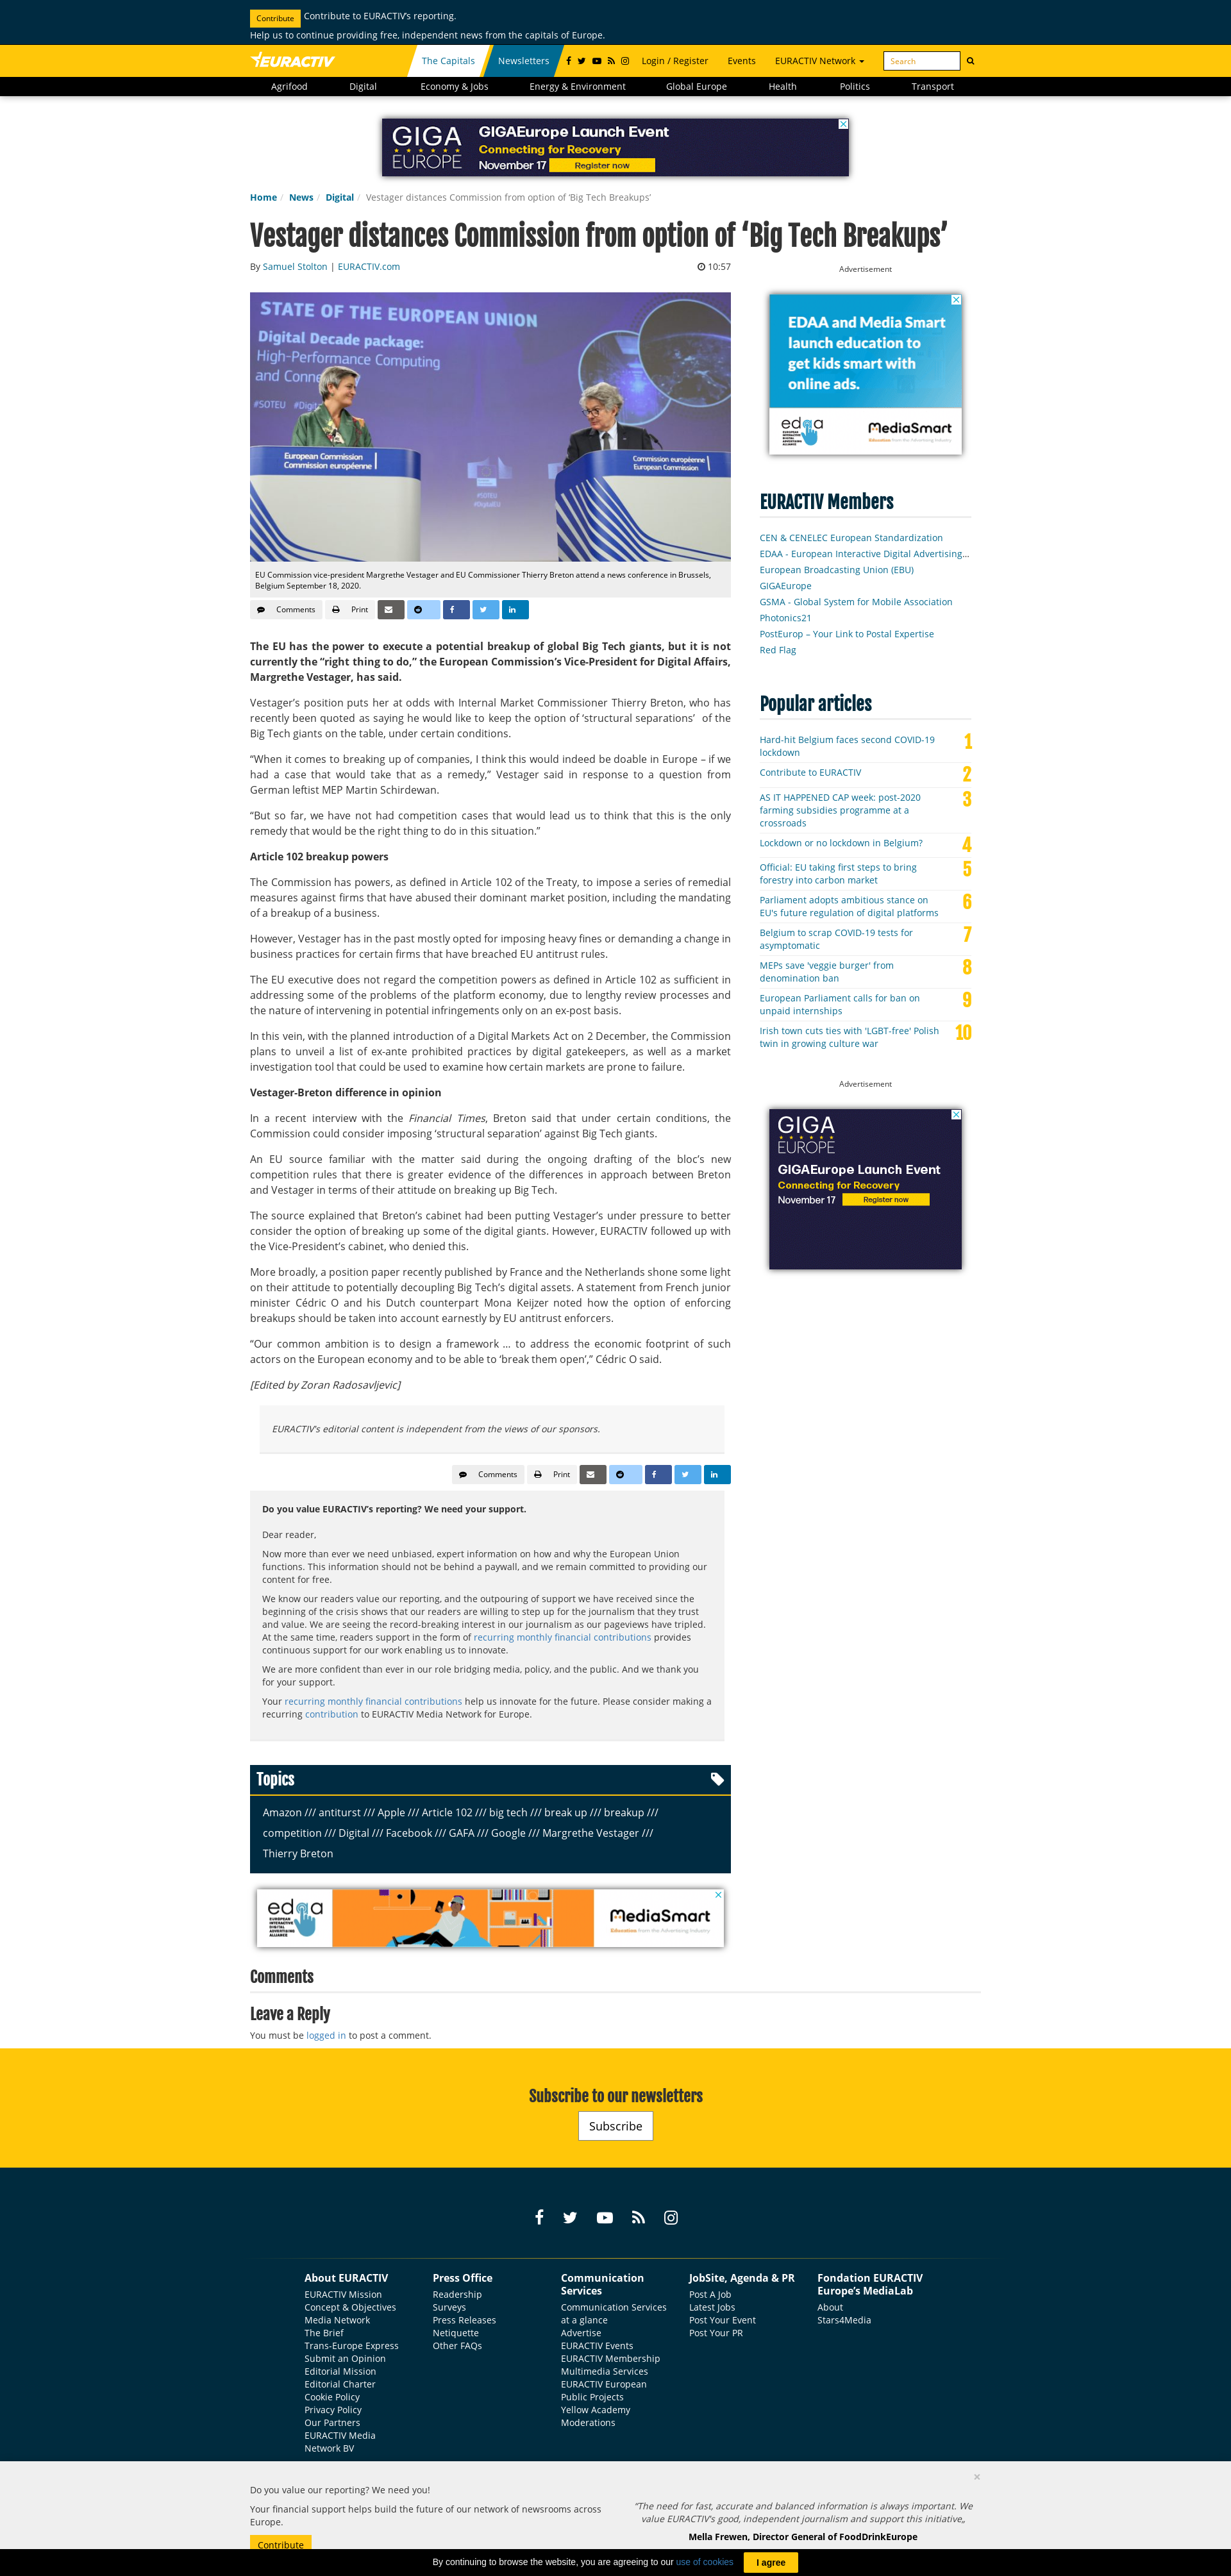 Contribute Contribute to EURACTIV's reporting.
Help us to continue providing free, independent news from the capitals of Europe.
EURACTIV
The Capitals
Newsletters
Login / Register
Events
EURACTIV Network
Search
Agrifood
Digital
Economy & Jobs
Energy & Environment
Global Europe
Health
Politics
Transport
GIGA EUROPE
GIGAEurope Launch Event
Connecting for Recovery
November 17 Register now
Home / News / Digital / Vestager distances Commission from option of 'Big Tech Breakups'
Vestager distances Commission from option of ‘Big Tech Breakups’
By Samuel Stolton | EURACTIV.com
10:57
STATE OF THE EUROPEAN UNION
Digital Decade package:
High-Performance Computing and
#SOTEU #Digital
European Commission
Commission européenne
#SOTEU
#DigitalEU
European commission
Commission européenne
EU Commission vice-president Margrethe Vestager and EU Commissioner Thierry Breton attend a news conference in Brussels,
Belgium September 18, 2020.
Comments
Print
The EU has the power to execute a potential breakup of global Big Tech giants, but it is not
currently the “right thing to do,” the European Commission’s Vice-President for Digital Affairs,
Margrethe Vestager, has said.
Vestager’s position puts her at odds with Internal Market Commissioner Thierry Breton, who has
recently been quoted as saying he would like to keep the option of ‘structural separations’ of the
Big Tech giants on the table, under certain conditions.
“When it comes to breaking up of companies, I think this would indeed be doable in Europe – if we
had a case that would take that as a remedy,” Vestager said in response to a question from
German leftist MEP Martin Schirdewan.
“But so far, we have not had competition cases that would lead us to think that this is the only
remedy that would be the right thing to do in this situation.”
Article 102 breakup powers
The Commission has powers, as defined in Article 102 of the Treaty, to impose a series of remedial
measures against firms that have abused their dominant market position, including the mandating
of a breakup of a business.
However, Vestager has in the past mostly opted for imposing heavy fines or demanding a change in
business practices for certain firms that have breached EU antitrust rules.
The EU executive does not regard the competition powers as defined in Article 102 as sufficient in
addressing some of the problems of the platform economy, due to lengthy review processes and
the nature of intervention in potential infringements only on an ex-post basis.
In this vein, with the planned introduction of a Digital Markets Act on 2 December, the Commission
plans to unveil a list of ex-ante prohibited practices by digital gatekeepers, as well as a market
investigation tool that could be used to examine how certain markets are prone to failure.
Vestager-Breton difference in opinion
In a recent interview with the Financial Times, Breton said that under certain conditions, the
Commission could consider imposing ‘structural separation’ against Big Tech giants.
An EU source familiar with the matter said during the ongoing drafting of the bloc’s new
competition rules that there is greater evidence of the differences in approach between Breton
and Vestager in terms of their attitude on breaking up Big Tech.
The source explained that Breton’s cabinet had been putting Vestager’s under pressure to better
consider the option of breaking up some of the digital giants. However, EURACTIV followed up with
the Vice-President’s cabinet, who denied this.
More broadly, a position paper recently published by France and the Netherlands shone some light
on their attitude to potentially decoupling Big Tech’s digital assets. A statement from French junior
minister Cédric O and his Dutch counterpart Mona Keijzer noted how the option of enforcing
breakups should be taken into account earnestly by EU antitrust enforcers.
“Our common ambition is to design a framework … to address the economic footprint of such
actors on the European economy and to be able to ‘break them open’,” Cédric O said.
[Edited by Zoran Radosavljevic]
EURACTIV's editorial content is independent from the views of our sponsors.
Comments
Print
Do you value EURACTIV’s reporting? We need your support.
Dear reader,
Now more than ever we need unbiased, expert information on how and why the European Union
functions. This information should not be behind a paywall, and we remain committed to providing our
content for free.
We know our readers value our reporting, and the outpouring of support we have received since the
beginning of the crisis shows that our readers are willing to step up for the journalism that they trust
and value. We are seeing the record-breaking interest in our journalism as our pageviews have tripled.
At the same time, readers support in the form of recurring monthly financial contributions provides
continuous support for our work enabling us to innovate.
We are more confident than ever in our role bridging media, policy, and the public. And we thank you
for your support.
Your recurring monthly financial contributions help us innovate for the future. Please consider making a
recurring contribution to EURACTIV Media Network for Europe.
Topics
Amazon /// antiturst /// Apple /// Article 102 /// big tech /// break up /// breakup ///
competition /// Digital /// Facebook /// GAFA /// Google /// Margrethe Vestager ///
Thierry Breton
edaa
EUROPEAN INTERACTIVE DIGITAL ADVERTISING ALLIANCE
MediaSmart
Education from the Advertising Industry
Comments
Leave a Reply
You must be logged in to post a comment.
Advertisement
EDAA and Media Smart
launch education to
get kids smart with
online ads.
edaa
EUROPEAN INTERACTIVE DIGITAL ADVERTISING ALLIANCE
MediaSmart
Education from the Advertising Industry
EURACTIV Members
CEN & CENELEC European Standardization
EDAA - European Interactive Digital Advertising...
European Broadcasting Union (EBU)
GIGAEurope
GSMA - Global System for Mobile Association
Photonics21
PostEurop – Your Link to Postal Expertise
Red Flag
Popular articles
Hard-hit Belgium faces second COVID-19 1
lockdown
Contribute to EURACTIV 2
AS IT HAPPENED CAP week: post-2020 3
farming subsidies programme at a
crossroads
Lockdown or no lockdown in Belgium? 4
Official: EU taking first steps to bring 5
forestry into carbon market
Parliament adopts ambitious stance on 6
EU's future regulation of digital platforms
Belgium to scrap COVID-19 tests for 7
asymptomatic
MEPs save 'veggie burger' from 8
denomination ban
European Parliament calls for ban on 9
unpaid internships
Irish town cuts ties with 'LGBT-free' Polish 10
twin in growing culture war
Advertisement
GIGA
EUROPE
GIGAEurope Launch Event
Connecting for Recovery
November 17 Register now
Subscribe to our newsletters
Subscribe
About EURACTIV
EURACTIV Mission
Concept & Objectives
Media Network
The Brief
Trans-Europe Express
Submit an Opinion
Editorial Mission
Editorial Charter
Cookie Policy
Privacy Policy
Our Partners
EURACTIV Media
Network BV
Press Office
Readership
Surveys
Press Releases
Netiquette
Other FAQs
Communication
Services
Communication Services
at a glance
Advertise
EURACTIV Events
EURACTIV Membership
Multimedia Services
EURACTIV European
Public Projects
Yellow Academy
Moderations
JobSite, Agenda & PR
Post A Job
Latest Jobs
Post Your Event
Post Your PR
Fondation EURACTIV
Europe’s MediaLab
About
Stars4Media
×
Do you value our reporting? We need you!
Your financial support helps build the future of our network of newsrooms across
Europe.
Contribute
“The need for fast, accurate and balanced information is always important. We
value EURACTIV's good, independent journalism and support this initiative„
Mella Frewen, Director General of FoodDrinkEurope
By continuing to browse the website, you are agreeing to our use of cookies
I agree